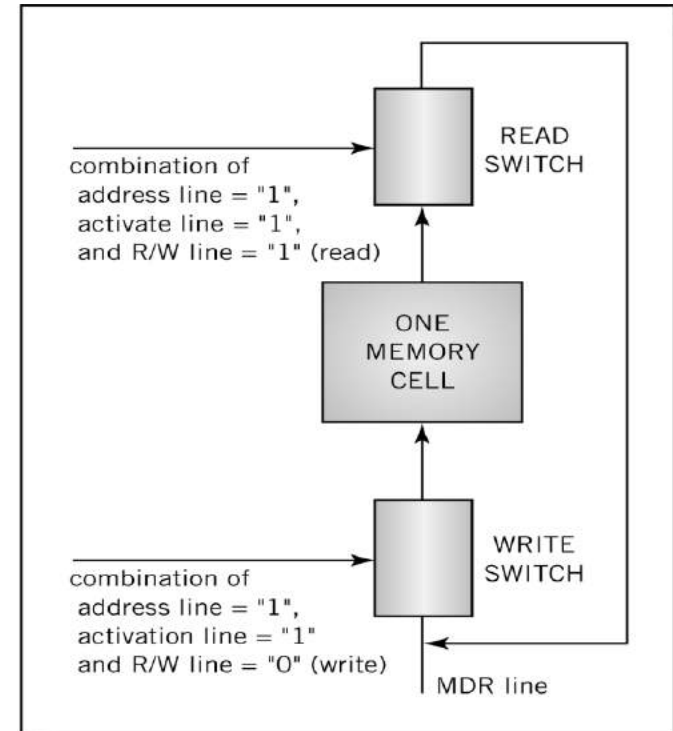 READ
SWITCH
combination of
address line = "1",
activate line = "1",
and R/W line = "1" (read)
ONE
MEMORY
CELL
WRITE
SWITCH
combination of
address line = "1",
activation line = "1"
and R/W line = "0" (write)
MDR line